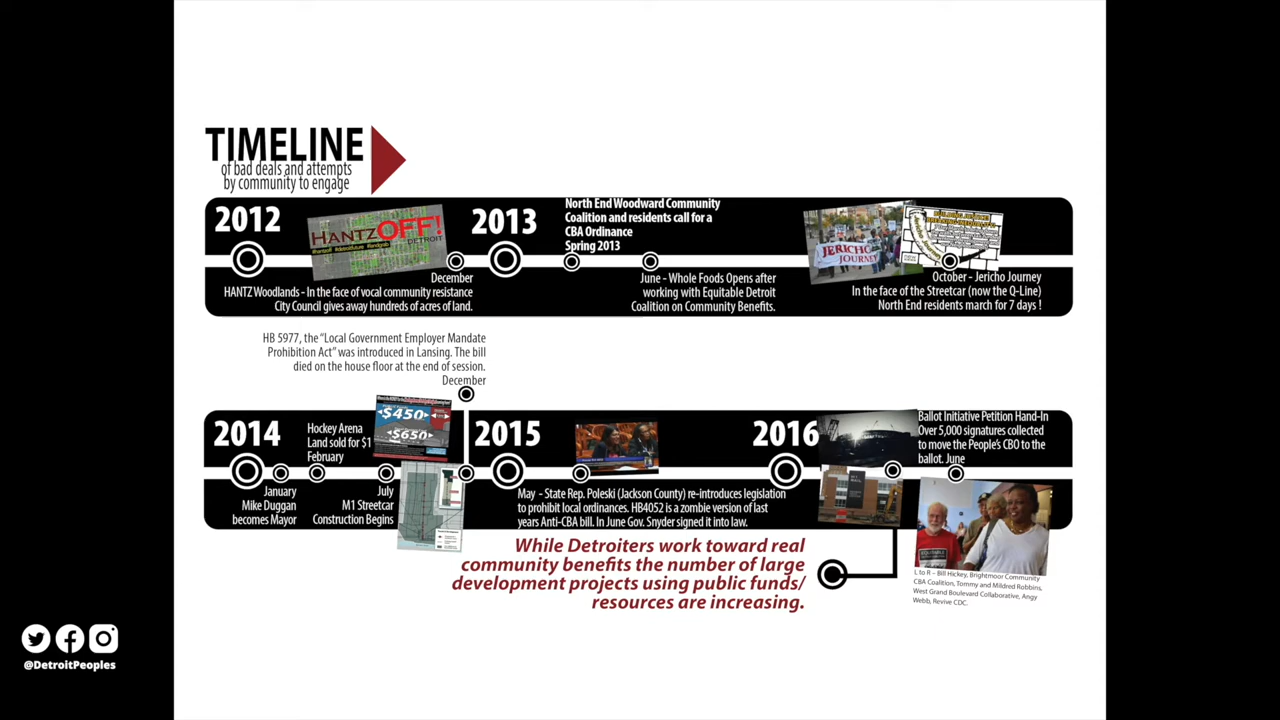 TIMELINE
of bad deals and attempts
by community to engage
2012
HANTZOFF!
DETROIT
December
HANTZ Woodlands - In the face of vocal community resistance
City Council gives away hundreds of acres of land.
2013
North End Woodward Community
Coalition and residents call for a
CBA Ordinance
Spring 2013
June - Whole Foods Opens after
working with Equitable Detroit
Coalition on Community Benefits.
JERICHO
JOURNEY
October - Jericho Journey
In the face of the Streetcar (now the Q-Line)
North End residents march for 7 days !
HB 5977, the “Local Government Employer Mandate
Prohibition Act” was introduced in Lansing. The bill
died on the house floor at the end of session.
December
2014
January
Mike Duggan
becomes Mayor
Hockey Arena
Land sold for $1
February
July
M1 Streetcar
Construction Begins
$450
$650
2015
May - State Rep. Poleski (Jackson County) re-introduces legislation
to prohibit local ordinances. HB4052 is a zombie version of last
years Anti-CBA bill. In June Gov. Snyder signed it into law.
2016
Ballot Initiative Petition Hand-In
Over 5,000 signatures collected
to move the People's CBO to the
ballot. June
While Detroiters work toward real
community benefits the number of large
development projects using public funds/
resources are increasing.
L to R – Bill Hickey, Brightmoor Community
CBA Coalition, Tommy and Mildred Robbins,
West Grand Boulevard Collaborative, Angy
Webb, Revive CDC.
@DetroitPeoples